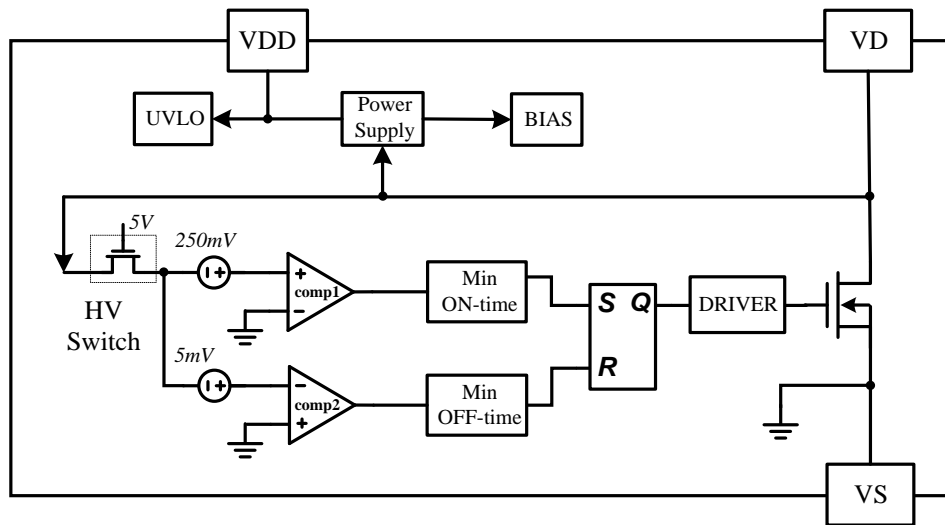 VDD
VD
UVLO
Power
Supply
BIAS
5V
250mV
HV
Switch
5mV
+
comp1
−
−
comp2
+
Min
ON-time
Min
OFF-time
S Q
R
DRIVER
VS